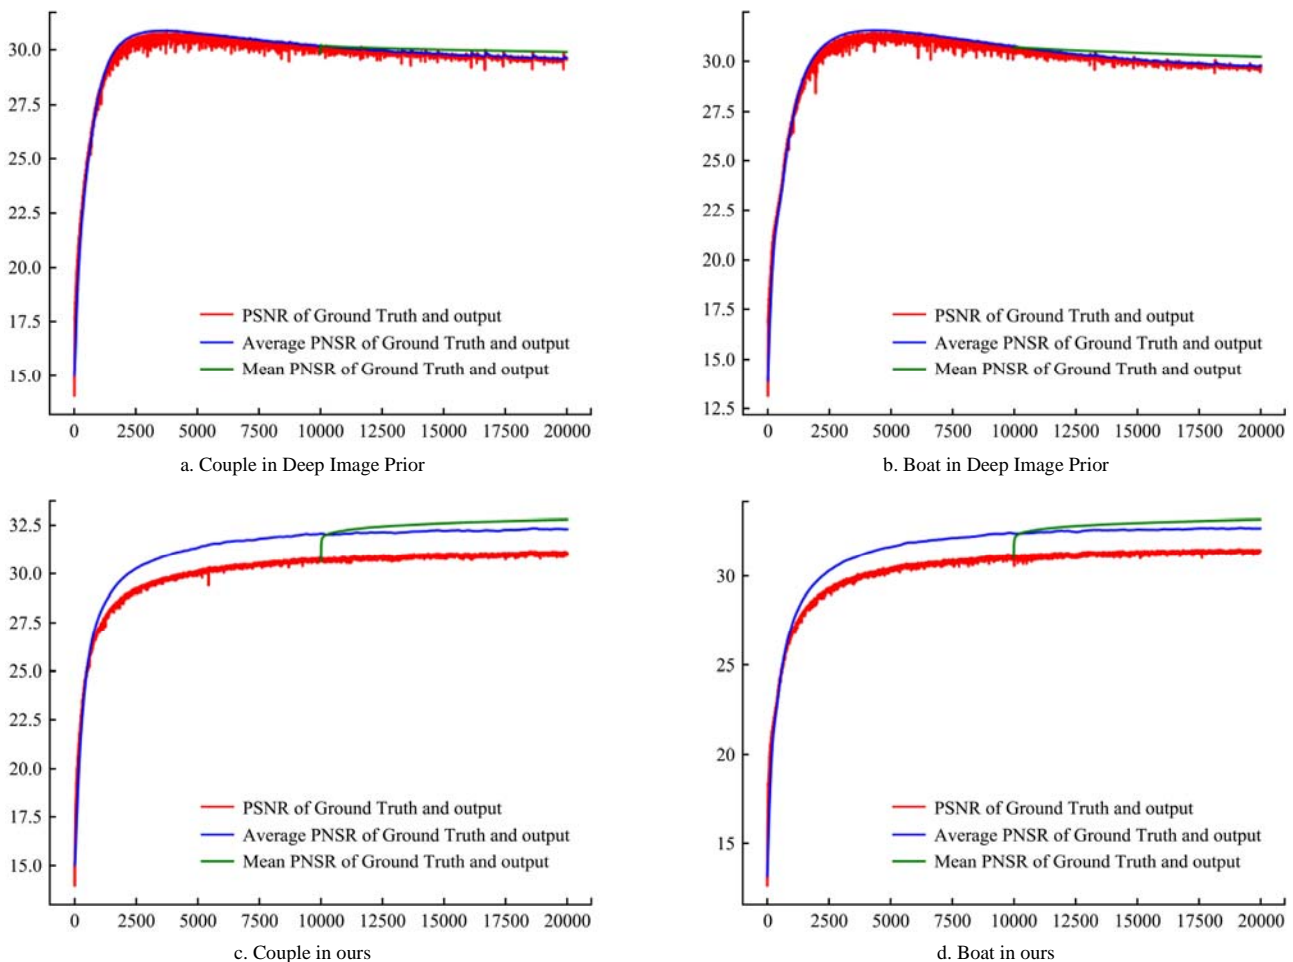 30.0
27.5
25.0
22.5
20.0
17.5
15.0
PSNR of Ground Truth and output
Average PNSR of Ground Truth and output
Mean PNSR of Ground Truth and output
0 2500 5000 7500 10000 12500 15000 17500 20000
a. Couple in Deep Image Prior
30.0
27.5
25.0
22.5
20.0
17.5
15.0
12.5
PSNR of Ground Truth and output
Average PNSR of Ground Truth and output
Mean PNSR of Ground Truth and output
0 2500 5000 7500 10000 12500 15000 17500 20000
b. Boat in Deep Image Prior
32.5
30.0
27.5
25.0
22.5
20.0
17.5
15.0
PSNR of Ground Truth and output
Average PNSR of Ground Truth and output
Mean PNSR of Ground Truth and output
0 2500 5000 7500 10000 12500 15000 17500 20000
c. Couple in ours
30
25
20
15
PSNR of Ground Truth and output
Average PNSR of Ground Truth and output
Mean PNSR of Ground Truth and output
0 2500 5000 7500 10000 12500 15000 17500 20000
d. Boat in ours